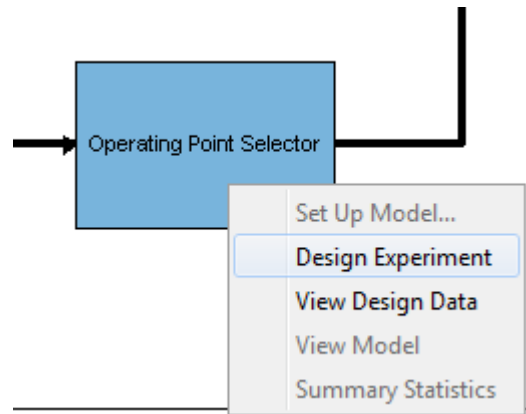 Operating Point Selector
Set Up Model...
Design Experiment
View Design Data
View Model
Summary Statistics